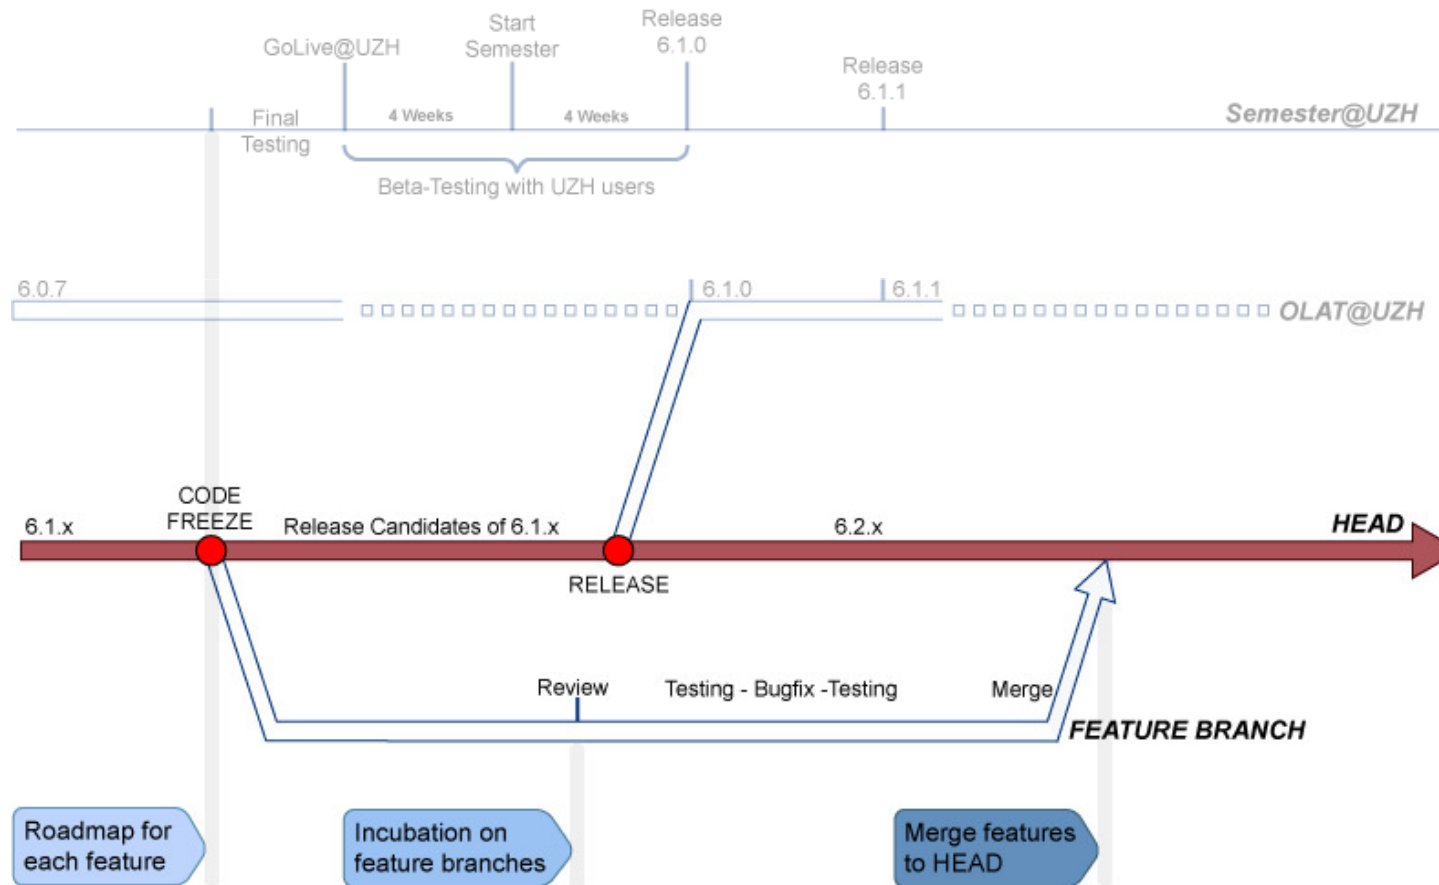 GoLive@UZH
Start
Semester
Release
6.1.0
Release
6.1.1
Final
Testing
4 Weeks
4 Weeks
Semester@UZH
Beta-Testing with UZH users
6.0.7
6.1.0
6.1.1
OLAT@UZH
6.1.x
CODE
FREEZE
Release Candidates of 6.1.x
6.2.x
HEAD
RELEASE
Review
Testing - Bugfix -Testing
Merge
FEATURE BRANCH
Roadmap for
each feature
Incubation on
feature branches
Merge features
to HEAD